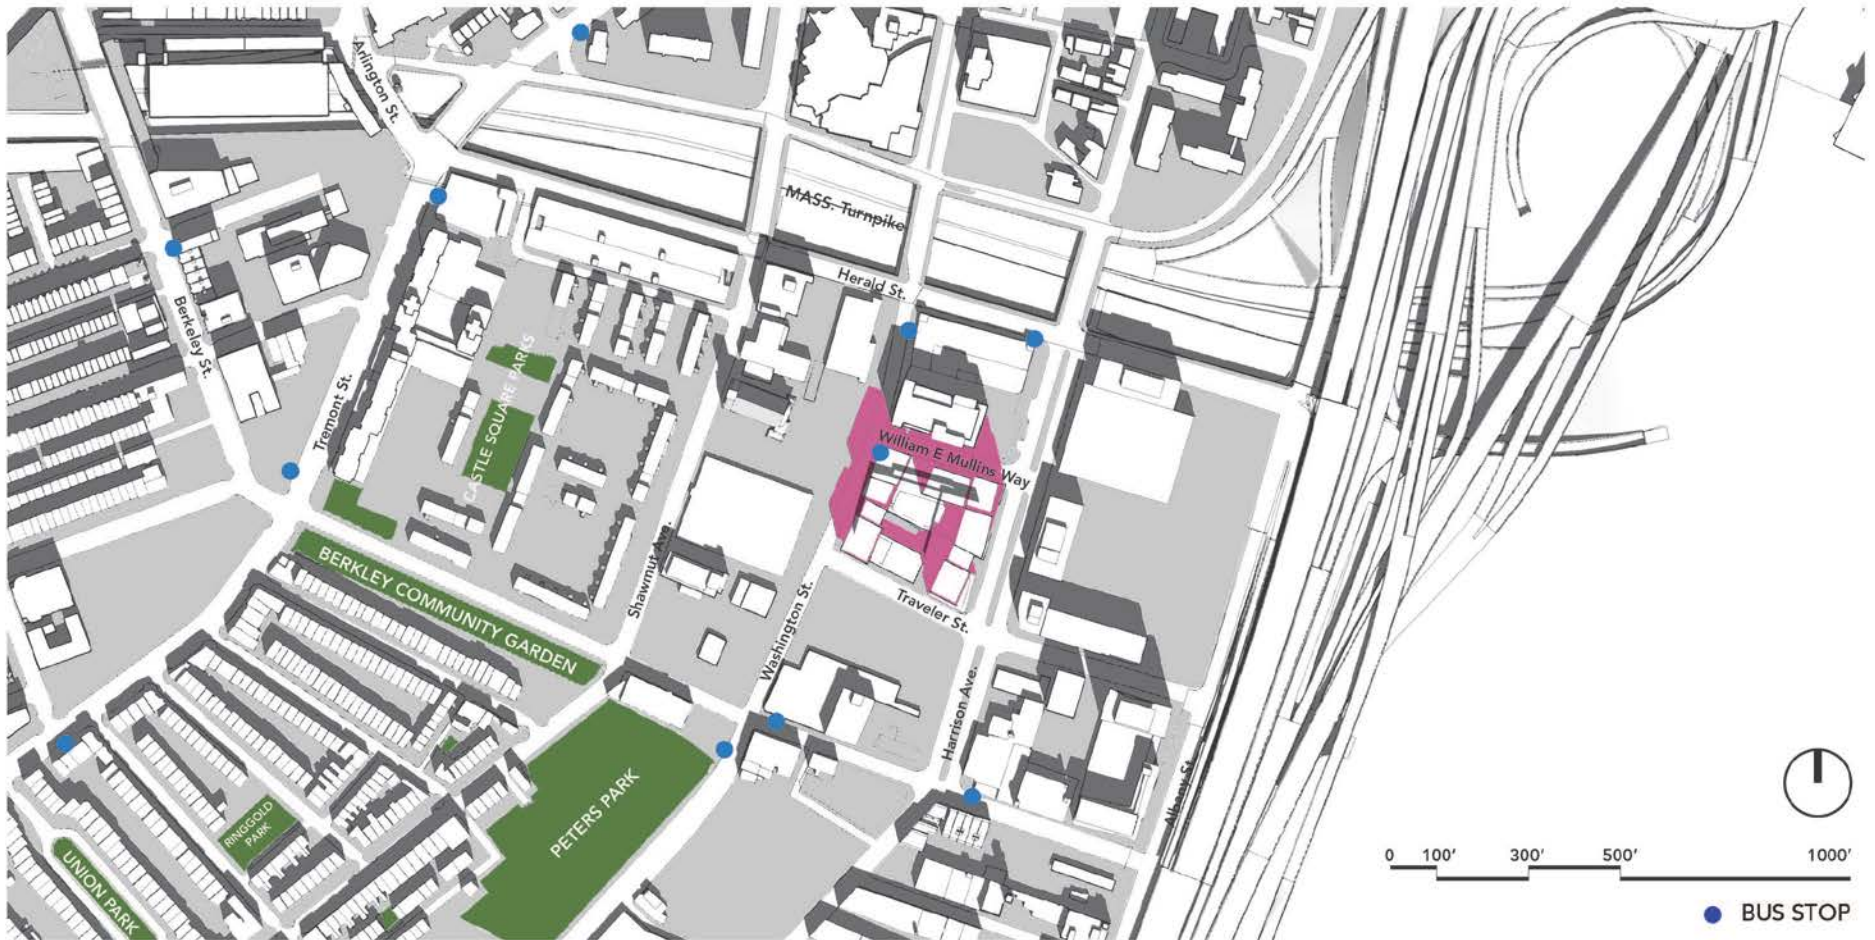 Arlington St.
MASS. Turnpike
Herald St.
Berkeley St.
Tremont St.
CASTLE SQUARE PARKS
William E Mullins Way
BERKLEY COMMUNITY GARDEN
Shawmut Ave.
Washington St.
Traveler St.
Harrison Ave.
Albany St.
PETERS PARK
RINGGOLD
PARK
UNION PARK
0 100' 300' 500' 1000'
BUS STOP